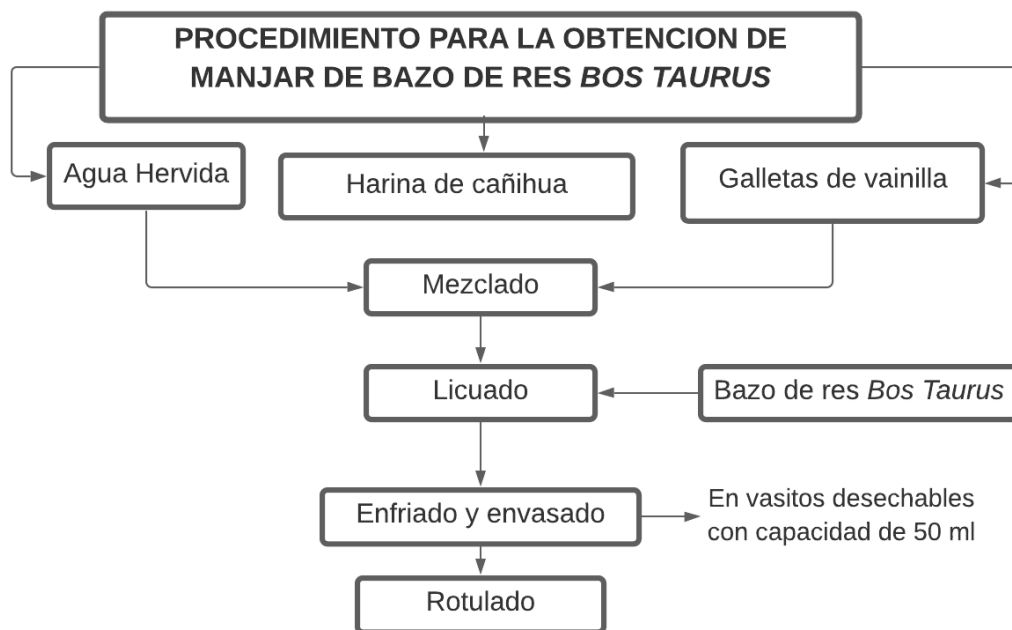 PROCEDIMIENTO PARA LA OBTENCION DE
MANJAR DE BAZO DE RES BOS TAURUS
Agua Hervida
Harina de cañihua
Galletas de vainilla
Mezclado
Licuado
Bazo de res Bos Taurus
Enfriado y envasado
En vasitos desechables
con capacidad de 50 ml
Rotulado